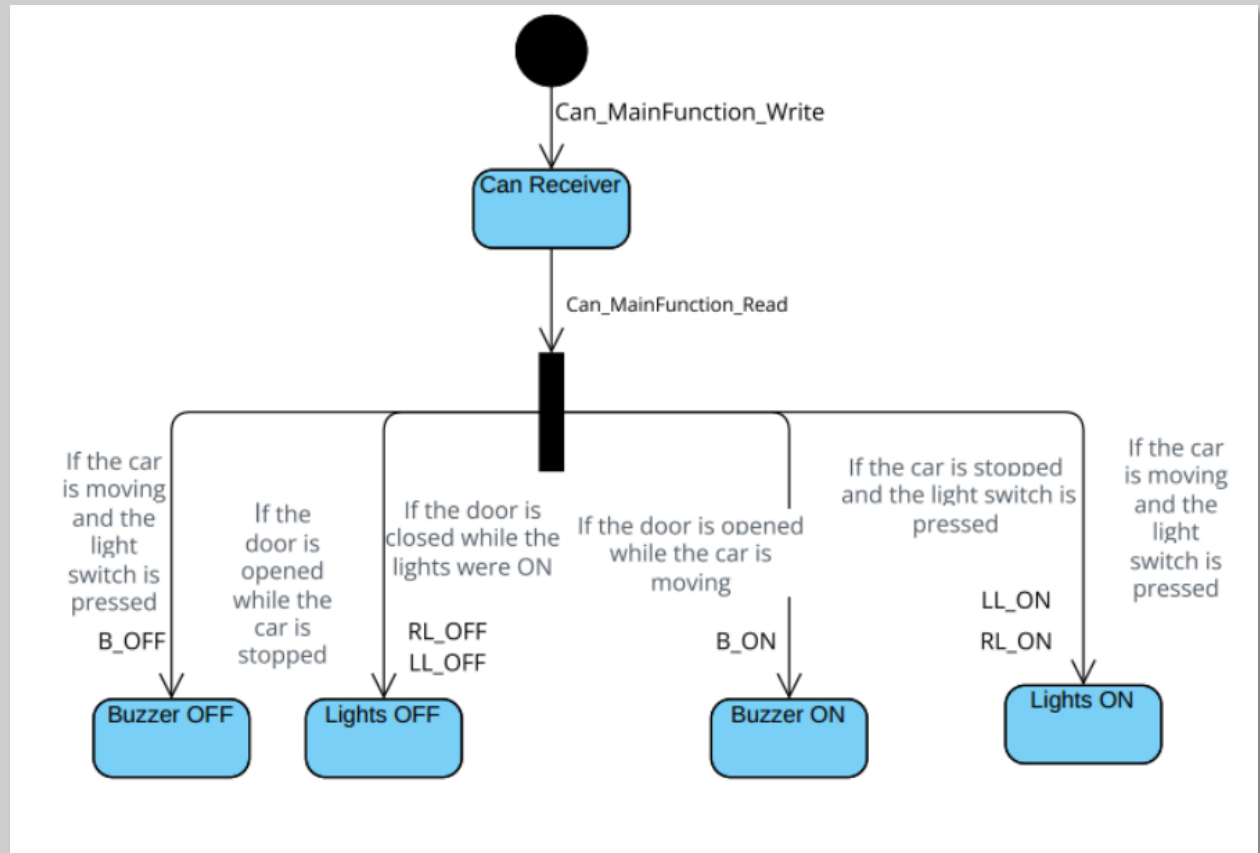 Can_MainFunction_Write
Can Receiver
Can_MainFunction_Read
If the car
is moving
and the
light
switch is
pressed
B_OFF
If the
door is
opened
while the
car is
stopped
If the door is
closed while the
lights were ON
RL_OFF
LL_OFF
If the door is opened
while the car is
moving
B_ON
If the car is stopped
and the light switch is
pressed
LL_ON
RL_ON
If the car
is moving
and the
light
switch is
pressed
Buzzer OFF
Lights OFF
Buzzer ON
Lights ON